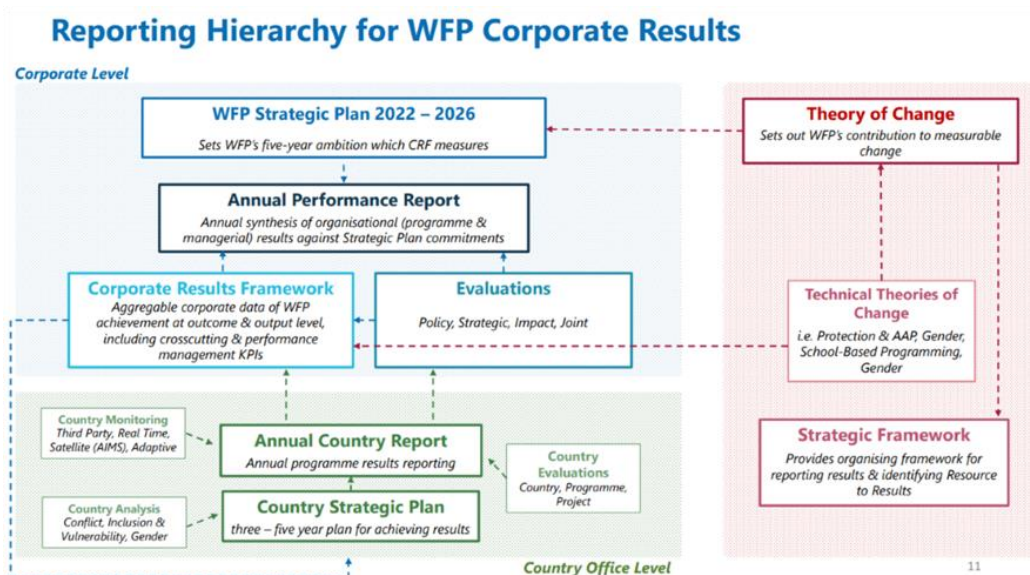 Reporting Hierarchy for WFP Corporate Results
Corporate Level
WFP Strategic Plan 2022 – 2026
Sets WFP's five-year ambition which CRF measures
Annual Performance Report
Annual synthesis of organisational (programme &
managerial) results against Strategic Plan commitments
Corporate Results Framework
Aggregable corporate data of WFP
achievement at outcome & output level,
including crosscutting & performance
management KPIs
Evaluations
Policy, Strategic, Impact, Joint
Theory of Change
Sets out WFP's contribution to measurable
change
Technical Theories of
Change
i.e. Protection & AAP, Gender,
School-Based Programming,
Gender
Strategic Framework
Provides organising framework for
reporting results & identifying Resource
to Results
Country Monitoring
Third Party, Real Time,
Satellite (AIMS), Adaptive
Annual Country Report
Annual programme results reporting
Country
Evaluations
Country, Programme,
Project
Country Analysis
Conflict, Inclusion &
Vulnerability, Gender
Country Strategic Plan
three – five year plan for achieving results
Country Office Level
11